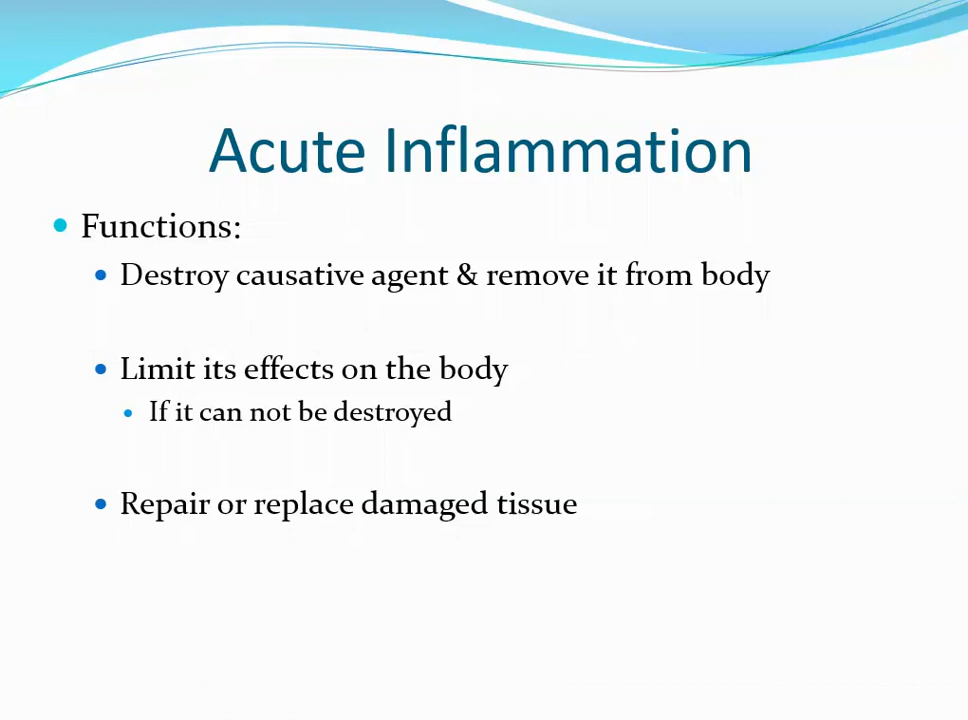 Acute Inflammation
Functions:
Destroy causative agent & remove it from body
Limit its effects on the body
If it can not be destroyed
Repair or replace damaged tissue